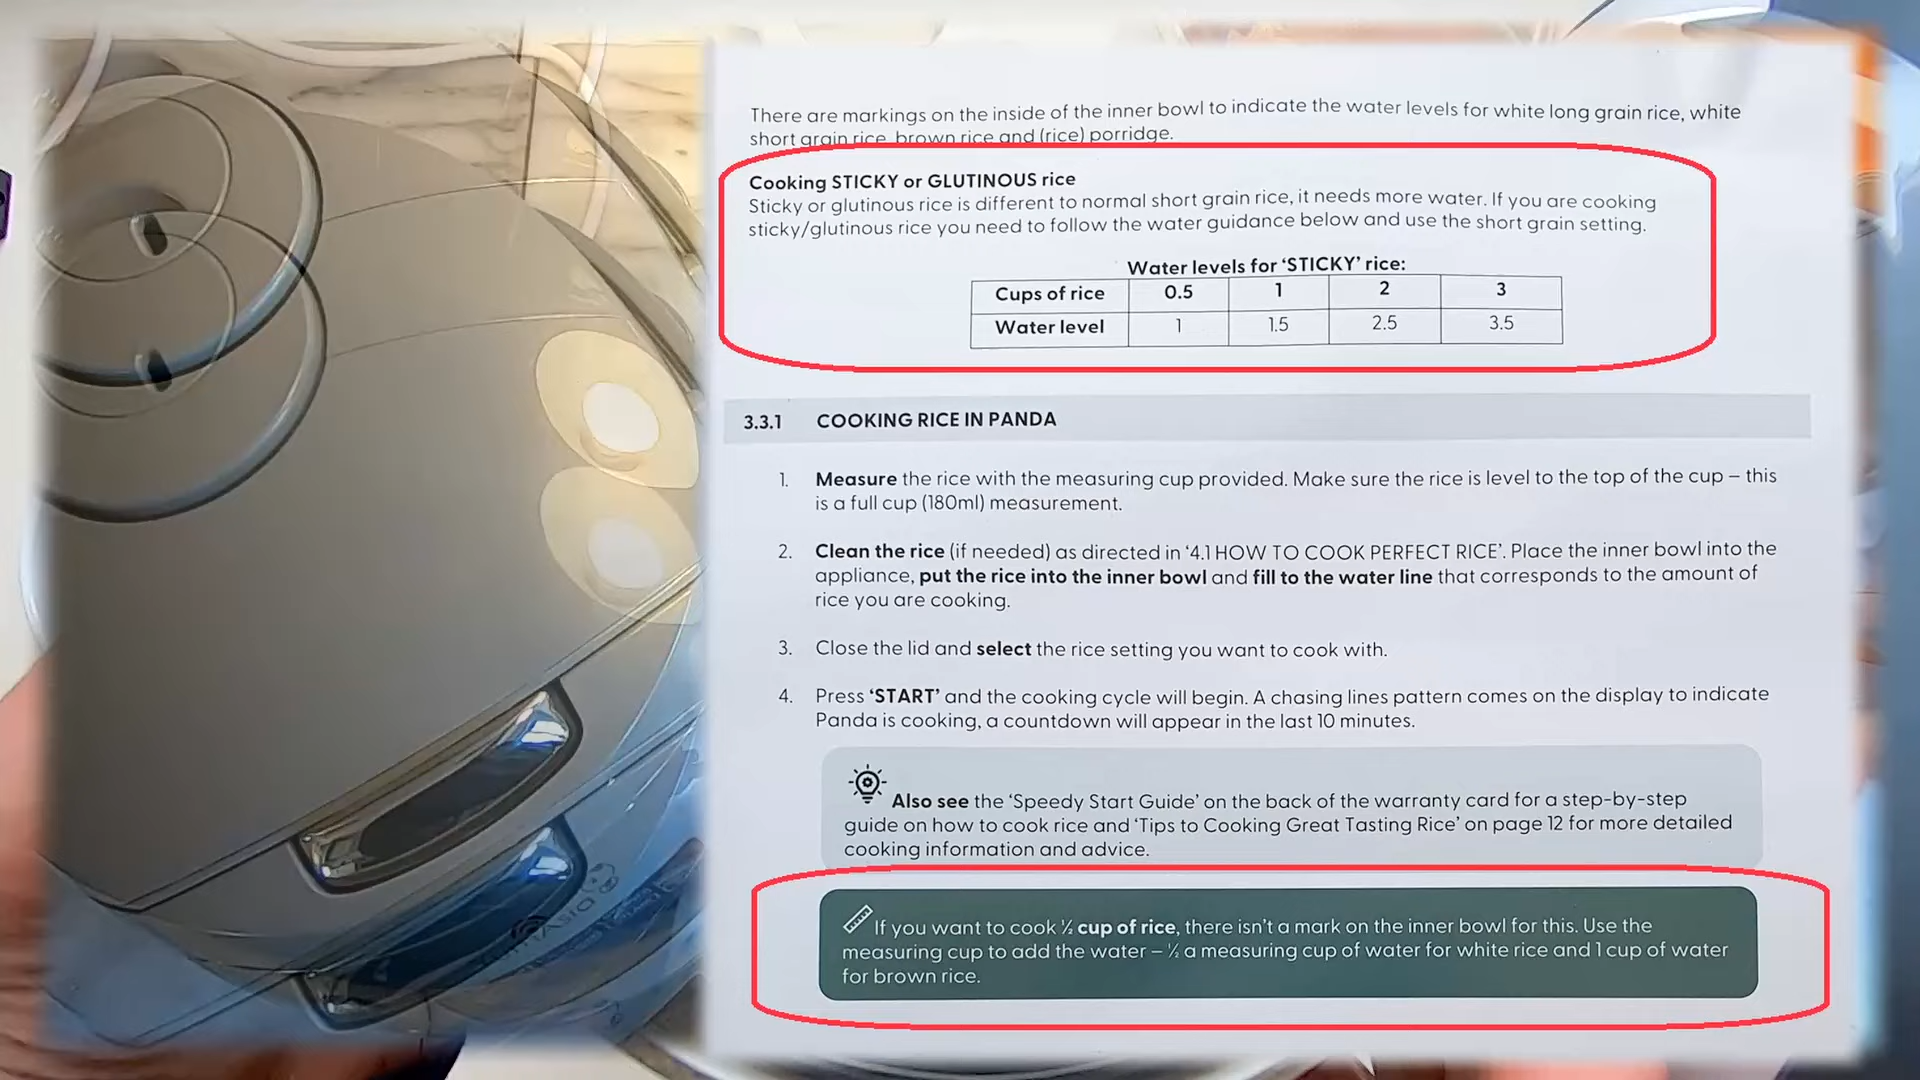 There are markings on the inside of the inner bowl to indicate the water levels for white long grain rice, white
short grain rice, brown rice and (rice) porridge.
Cooking STICKY or GLUTINOUS rice
Sticky or glutinous rice is different to normal short grain rice, it needs more water. If you are cooking
sticky/glutinous rice you need to follow the water guidance below and use the short grain setting.
Water levels for ‘STICKY’ rice:
Cups of rice 0.5 1 2 3
Water level 1 1.5 2.5 3.5
3.3.1 COOKING RICE IN PANDA
1. Measure the rice with the measuring cup provided. Make sure the rice is level to the top of the cup – this
is a full cup (180ml) measurement.
2. Clean the rice (if needed) as directed in ‘4.1 HOW TO COOK PERFECT RICE’. Place the inner bowl into the
appliance, put the rice into the inner bowl and fill to the water line that corresponds to the amount of
rice you are cooking.
3. Close the lid and select the rice setting you want to cook with.
4. Press ‘START’ and the cooking cycle will begin. A chasing lines pattern comes on the display to indicate
Panda is cooking, a countdown will appear in the last 10 minutes.
Also see the ‘Speedy Start Guide’ on the back of the warranty card for a step-by-step
guide on how to cook rice and ‘Tips to Cooking Great Tasting Rice’ on page 12 for more detailed
cooking information and advice.
If you want to cook ½ cup of rice, there isn’t a mark on the inner bowl for this. Use the
measuring cup to add the water – ½ a measuring cup of water for white rice and 1 cup of water
for brown rice.